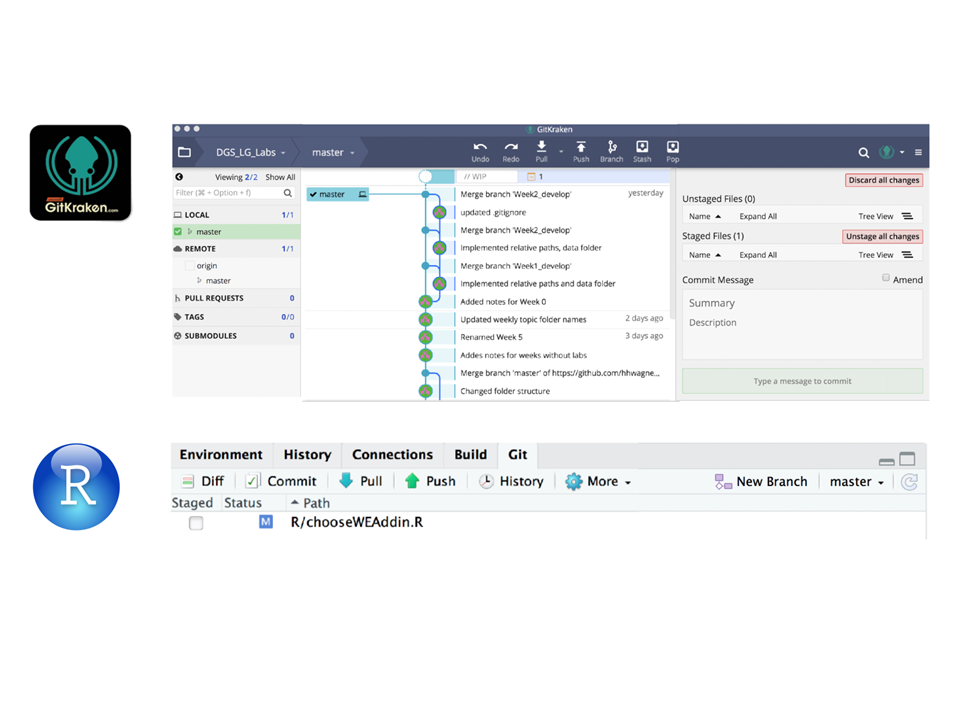 GitKraken.com
GitKraken
DGS_LG_Labs
master
Undo
Redo
Pull
Push
Branch
Stash
Pop
Viewing 2/2 Show All
Filter (⌘ + Option + f)
LOCAL 1/1
master
REMOTE 1/1
origin
master
PULL REQUESTS 0
TAGS 0/0
SUBMODULES 0
master
// WIP 1
Merge branch 'Week2_develop' yesterday
updated .gitignore
Merge branch 'Week2_develop'
Implemented relative paths, data folder
Merge branch 'Week1_develop'
Implemented relative paths and data folder
Added notes for Week 0
Updated weekly topic folder names 2 days ago
Renamed Week 5 3 days ago
Addes notes for weeks without labs
Merge branch 'master' of https://github.com/hhwagne...
Changed folder structure
Discard all changes
Unstaged Files (0)
Name Expand All Tree View
Staged Files (1) Unstage all changes
Name Expand All Tree View
Commit Message Amend
Summary
Description
Type a message to commit
R
Environment History Connections Build Git
Diff Commit Pull Push History More New Branch master
Staged Status Path
M R/chooseWEAddin.R